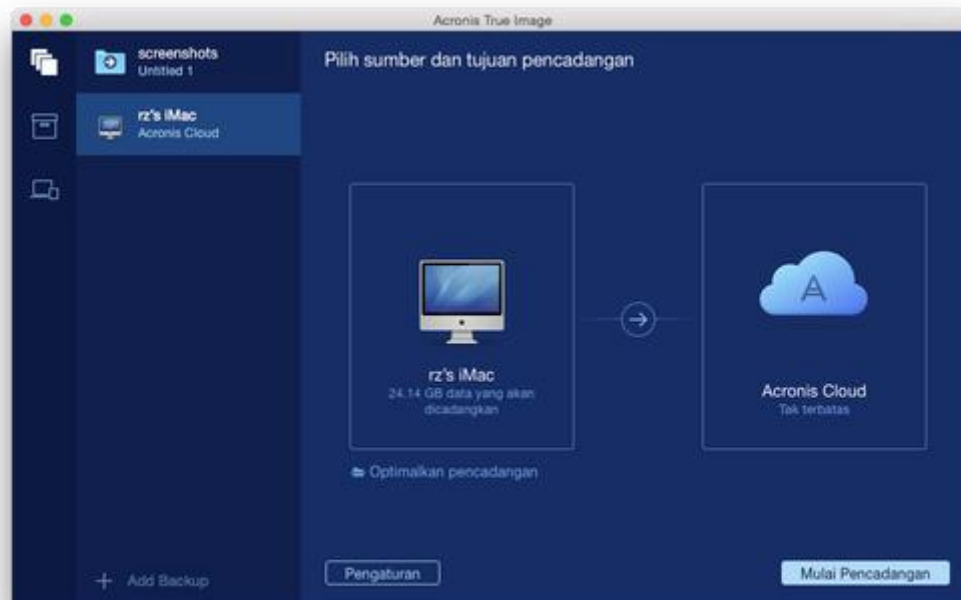 Acronis True Image
screenshots
Untitled 1
rz's iMac
Acronis Cloud
Add Backup
Pilih sumber dan tujuan pencadangan
rz's iMac
24.14 GB data yang akan
dicadangkan
Acronis Cloud
Tak terbatas
Optimalkan pencadangan
Pengaturan
Mulai Pencadangan